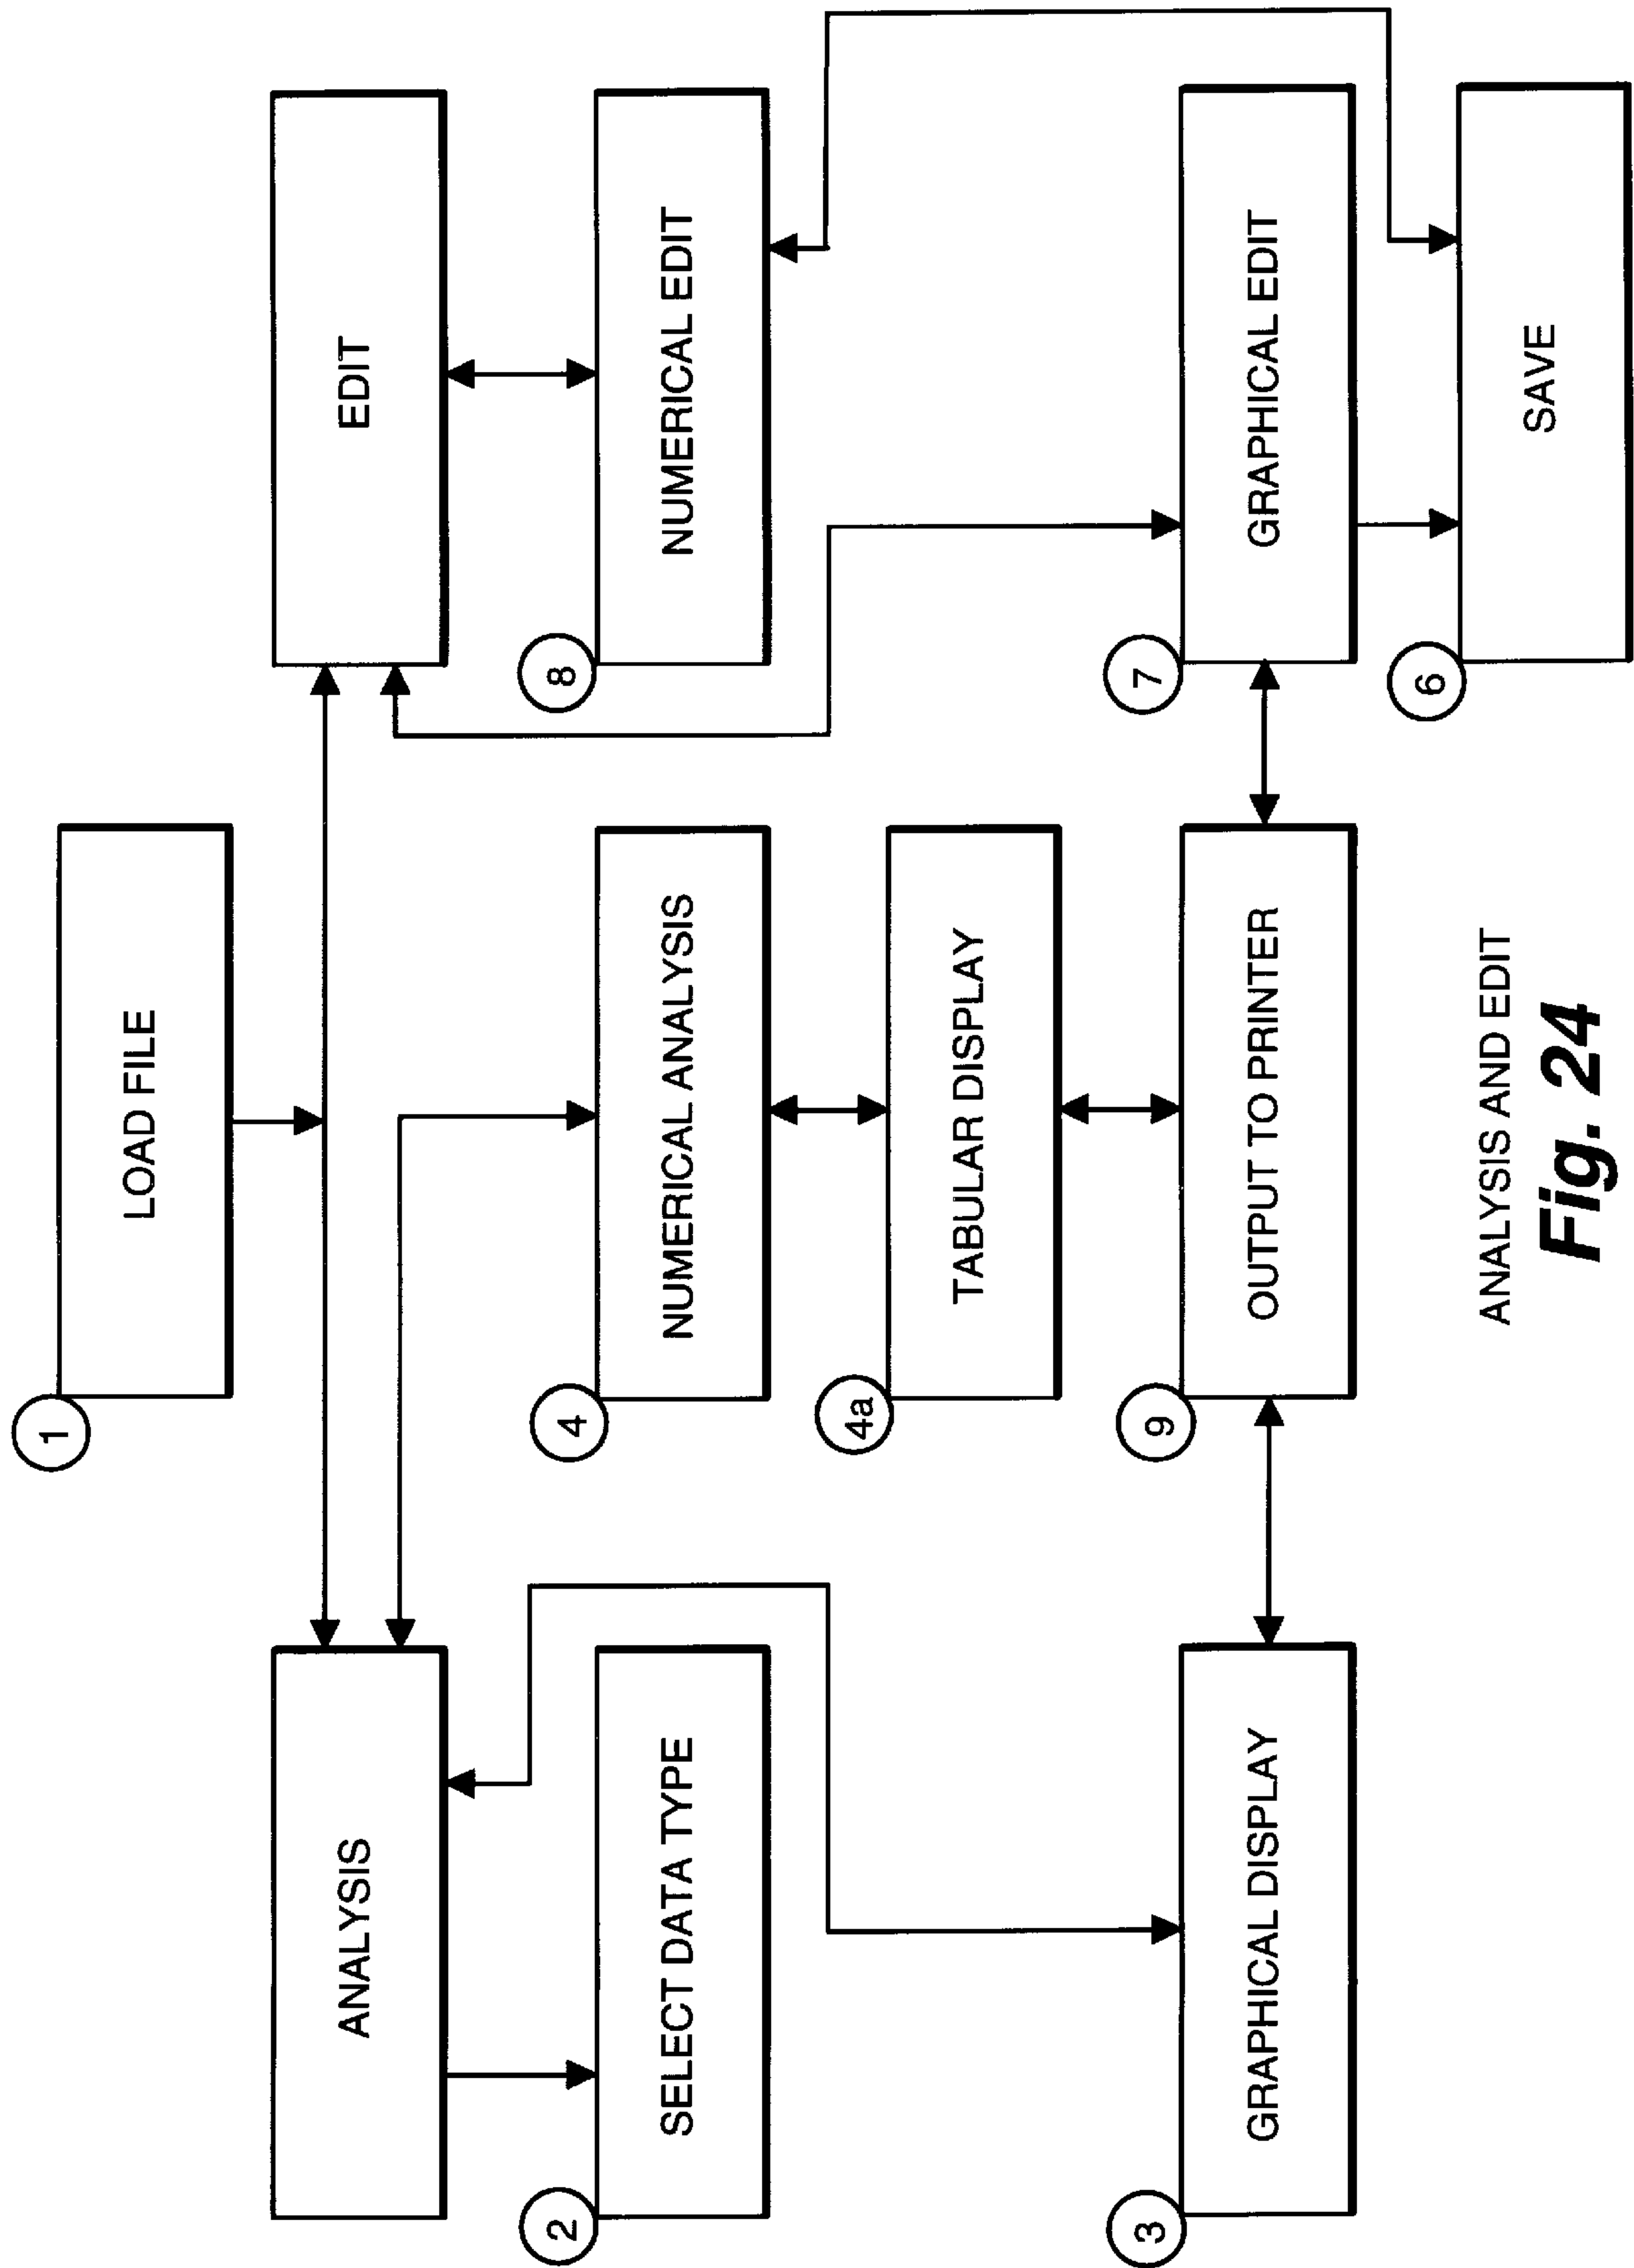 1
LOAD FILE
ANALYSIS
EDIT
2
SELECT DATA TYPE
4
NUMERICAL ANALYSIS
8
NUMERICAL EDIT
4a
TABULAR DISPLAY
3
GRAPHICAL DISPLAY
9
OUTPUT TO PRINTER
7
GRAPHICAL EDIT
6
SAVE
ANALYSIS AND EDIT
Fig. 24